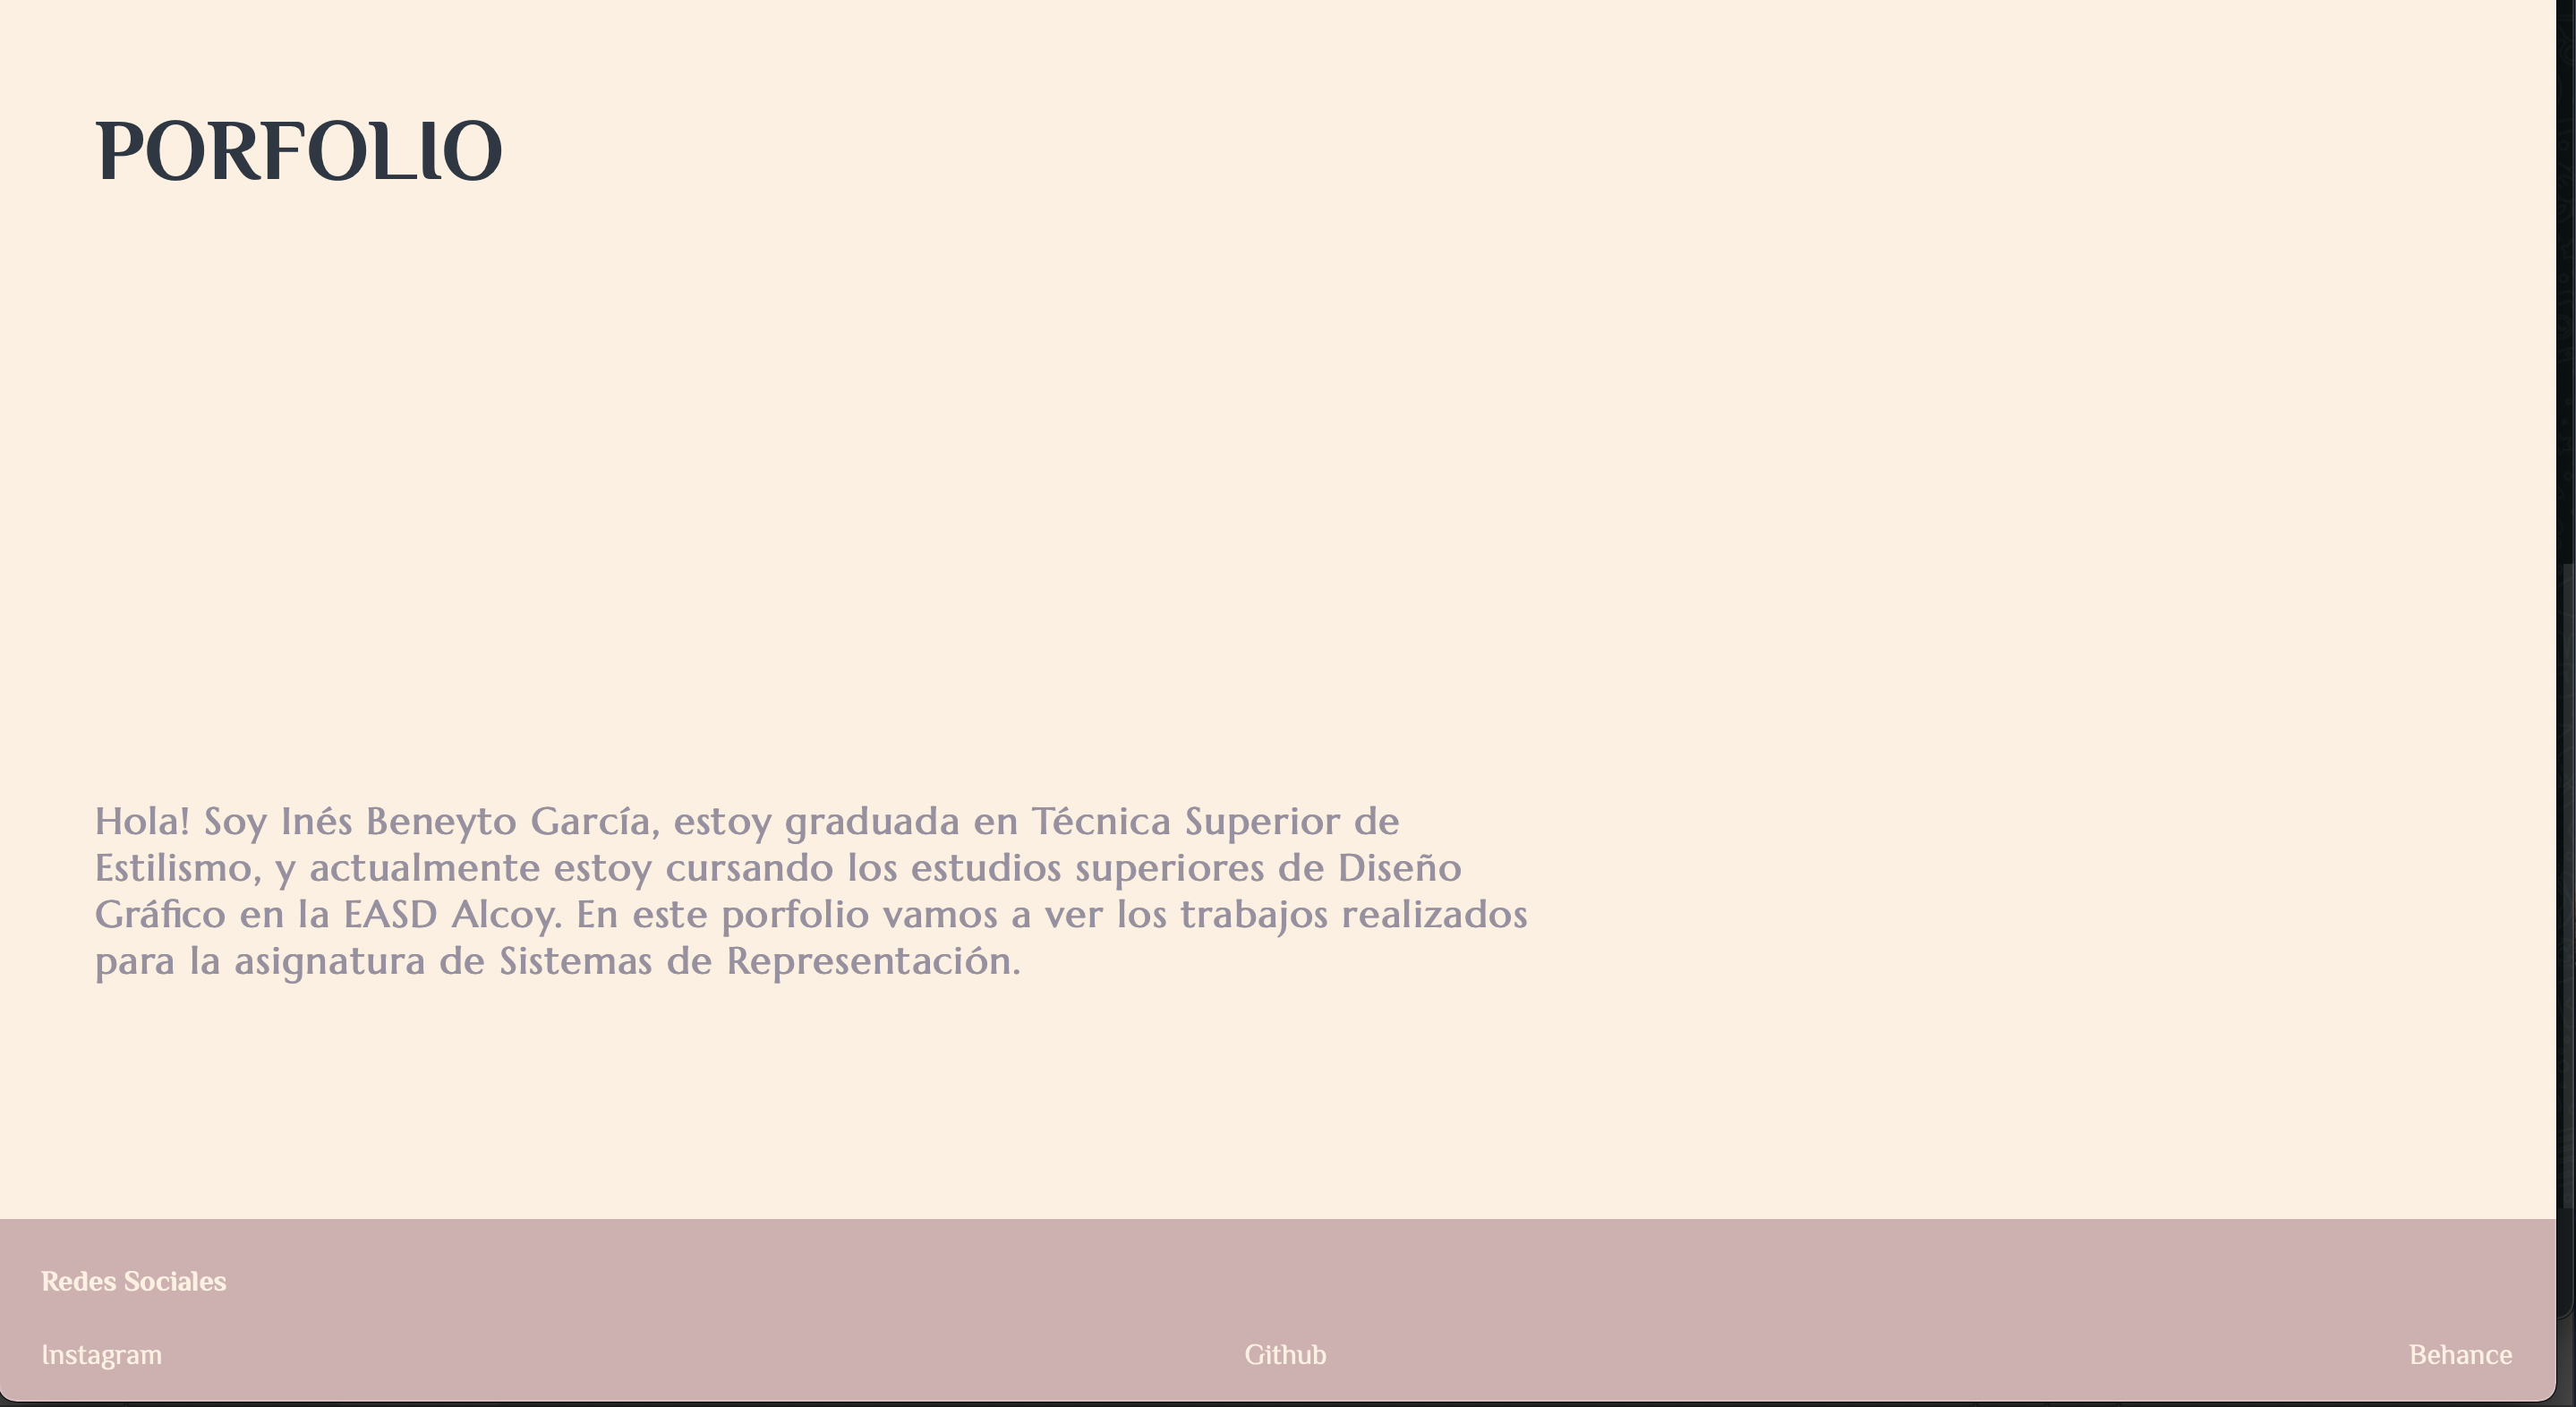 PORFOLIO
Hola! Soy Inés Beneyto García, estoy graduada en Técnica Superior de
Estilismo, y actualmente estoy cursando los estudios superiores de Diseño
Gráfico en la EASD Alcoy. En este porfolio vamos a ver los trabajos realizados
para la asignatura de Sistemas de Representación.
Redes Sociales
Instagram
Github
Behance